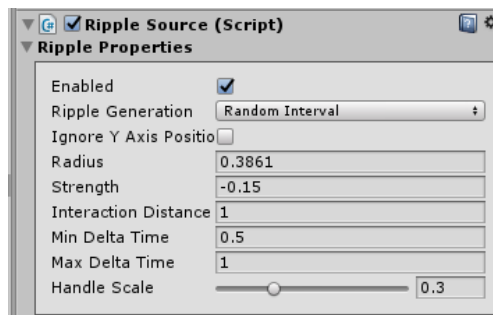 Ripple Source (Script)
Ripple Properties
Enabled
Ripple Generation Random Interval
Ignore Y Axis Positio
Radius 0.3861
Strength -0.15
Interaction Distance 1
Min Delta Time 0.5
Max Delta Time 1
Handle Scale 0.3